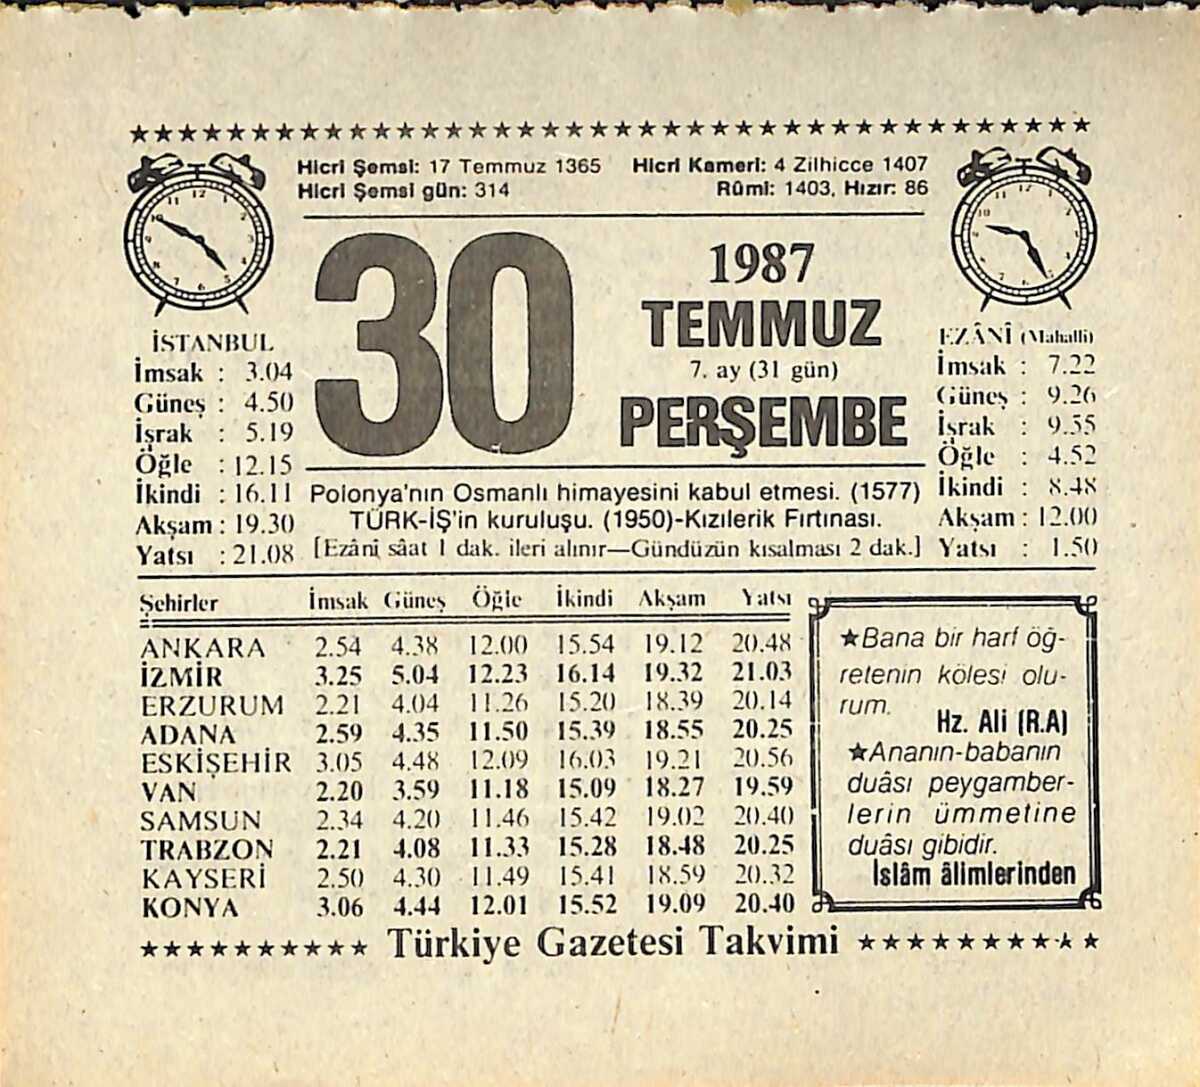 Hicrî Şemsî: 17 Temmuz 1365 Hicrî Kamerî: 4 Zilhicce 1407
Hicrî Şemsî gün: 314 Rûmî: 1403, Hızır: 86
30
1987
TEMMUZ
7. ay (31 gün)
PERŞEMBE
İSTANBUL
İmsak : 3.04
Güneş : 4.50
İşrak : 5.19
Öğle : 12.15
İkindi : 16.11
Akşam : 19.30
Yatsı : 21.08
EZÂNÎ (Mahalli)
İmsak : 7.22
Güneş : 9.26
İşrak : 9.55
Öğle : 4.52
İkindi : 8.48
Akşam : 12.00
Yatsı : 1.50
Polonya'nın Osmanlı himayesini kabul etmesi. (1577)
TÜRK-İŞ'in kuruluşu. (1950)-Kızılerik Fırtınası.
[Ezânî sâat 1 dak. ileri alınır—Gündüzün kısalması 2 dak.]
Şehirler İmsak Güneş Öğle İkindi Akşam Yatsı
ANKARA 2.54 4.38 12.00 15.54 19.12 20.48
İZMİR 3.25 5.04 12.23 16.14 19.32 21.03
ERZURUM 2.21 4.04 11.26 15.20 18.39 20.14
ADANA 2.59 4.35 11.50 15.39 18.55 20.25
ESKİŞEHİR 3.05 4.48 12.09 16.03 19.21 20.56
VAN 2.20 3.59 11.18 15.09 18.27 19.59
SAMSUN 2.34 4.20 11.46 15.42 19.02 20.40
TRABZON 2.21 4.08 11.33 15.28 18.48 20.25
KAYSERİ 2.50 4.30 11.49 15.41 18.59 20.32
KONYA 3.06 4.44 12.01 15.52 19.09 20.40
★Bana bir harf öğ-
retenin kölesi olu-
rum.
Hz. Ali (R.A)
★Ananın-babanın
duâsı peygamber-
lerin ümmetine
duâsı gibidir.
İslâm âlimlerinden
★★★★★★★★★★ Türkiye Gazetesi Takvimi ★★★★★★★★★★